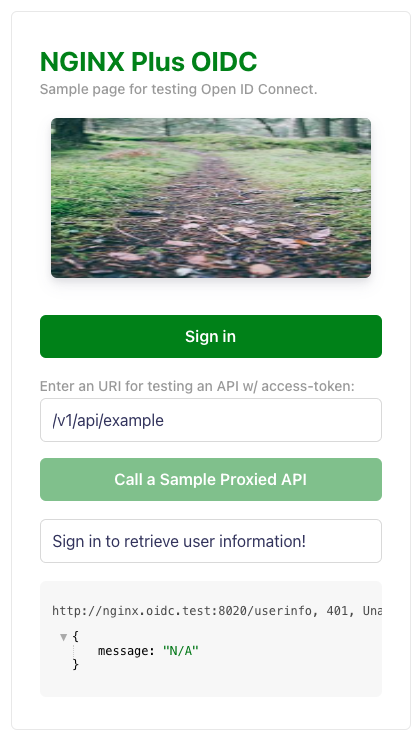 NGINX Plus OIDC
Sample page for testing Open ID Connect.
Sign in
Enter an URI for testing an API w/ access-token:
/v1/api/example
Call a Sample Proxied API
Sign in to retrieve user information!
http://nginx.oidc.test:8020/userinfo, 401, Una
{
message: "N/A"
}